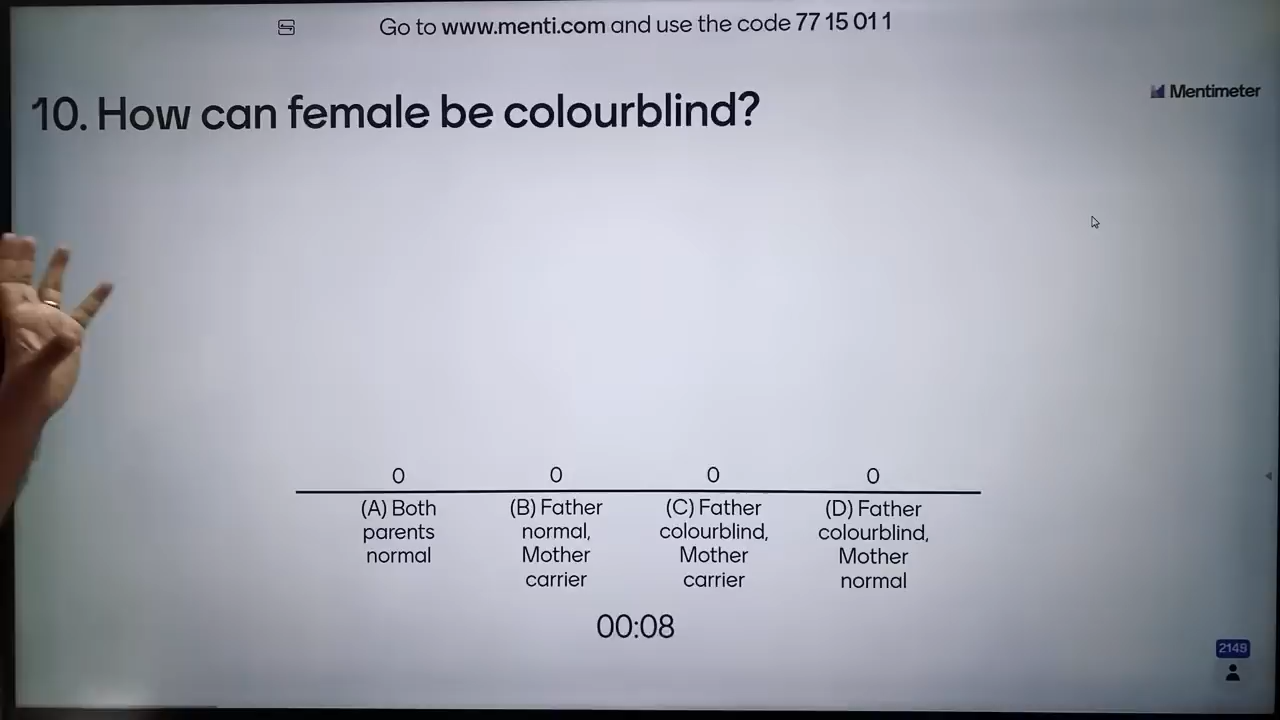 Go to www.menti.com and use the code 77 15 01 1
Mentimeter
10. How can female be colourblind?
0 0 0 0
(A) Both
parents
normal
(B) Father
normal,
Mother
carrier
(C) Father
colourblind,
Mother
carrier
(D) Father
colourblind,
Mother
normal
00:08
2149